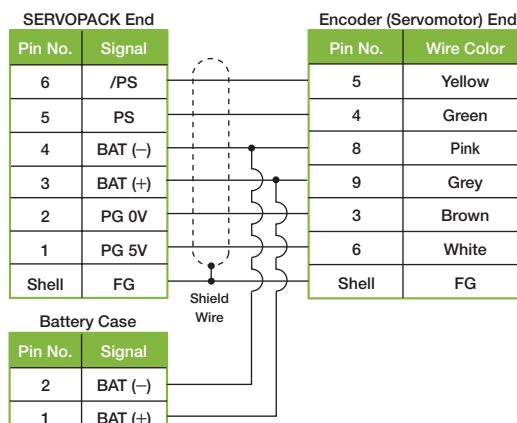 SERVOPACK End
Pin No. Signal
6 /PS
5 PS
4 BAT (−)
3 BAT (+)
2 PG 0V
1 PG 5V
Shell FG
Shield
Wire
Encoder (Servomotor) End
Pin No. Wire Color
5 Yellow
4 Green
8 Pink
9 Grey
3 Brown
6 White
Shell FG
Battery Case
Pin No. Signal
2 BAT (−)
1 BAT (+)